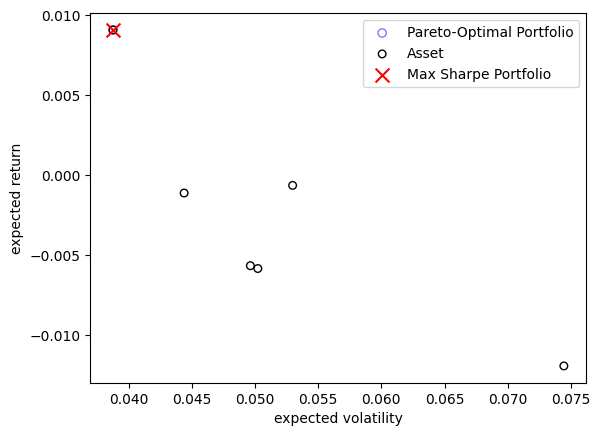 0.010
0.005
0.000
−0.005
−0.010
expected return
Pareto-Optimal Portfolio
Asset
Max Sharpe Portfolio
0.040 0.045 0.050 0.055 0.060 0.065 0.070 0.075
expected volatility